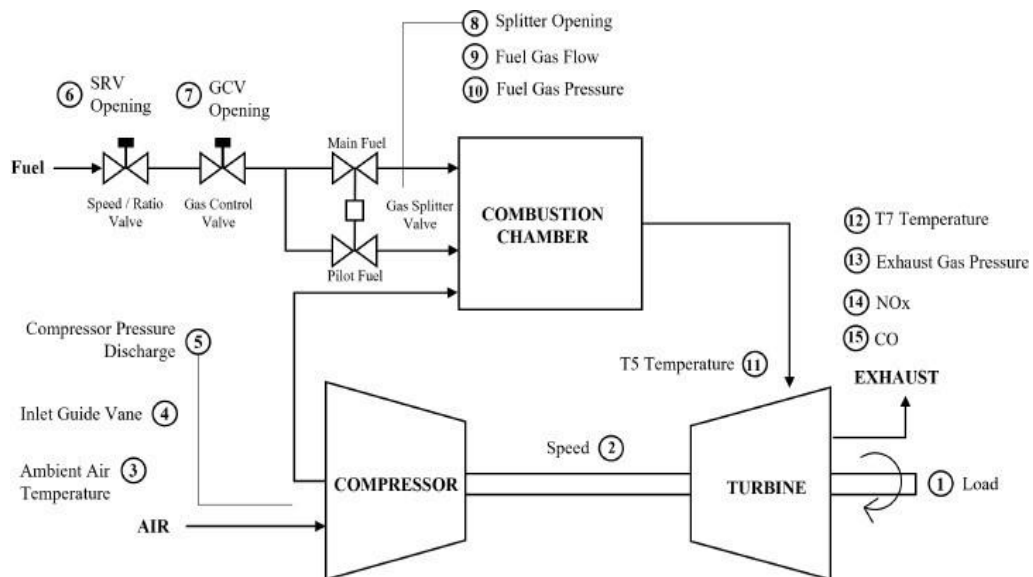 8 Splitter Opening
9 Fuel Gas Flow
10 Fuel Gas Pressure
6 SRV
Opening
7 GCV
Opening
Fuel
Main Fuel
Speed / Ratio
Valve
Gas Control
Valve
Gas Splitter
Valve
Pilot Fuel
COMBUSTION
CHAMBER
12 T7 Temperature
13 Exhaust Gas Pressure
14 NOx
15 CO
EXHAUST
Compressor Pressure
Discharge 5
T5 Temperature 11
Inlet Guide Vane 4
Ambient Air
Temperature 3
AIR
COMPRESSOR
Speed 2
TURBINE
1 Load